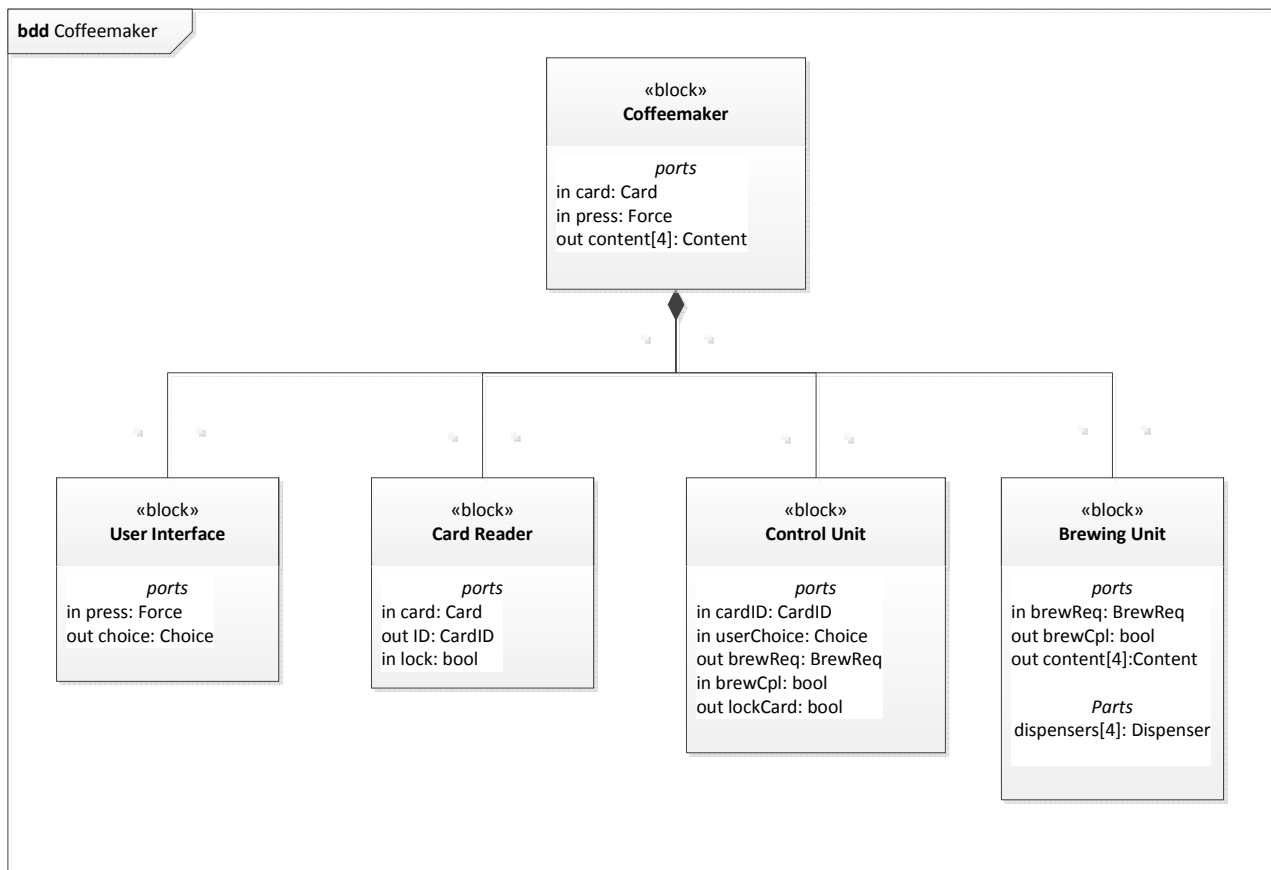 bdd Coffeemaker
«block»
Coffeemaker
ports
in card: Card
in press: Force
out content[4]: Content
«block»
User Interface
ports
in press: Force
out choice: Choice
«block»
Card Reader
ports
in card: Card
out ID: CardID
in lock: bool
«block»
Control Unit
ports
in cardID: CardID
in userChoice: Choice
out brewReq: BrewReq
in brewCpl: bool
out lockCard: bool
«block»
Brewing Unit
ports
in brewReq: BrewReq
out brewCpl: bool
out content[4]:Content
Parts
dispensers[4]: Dispenser